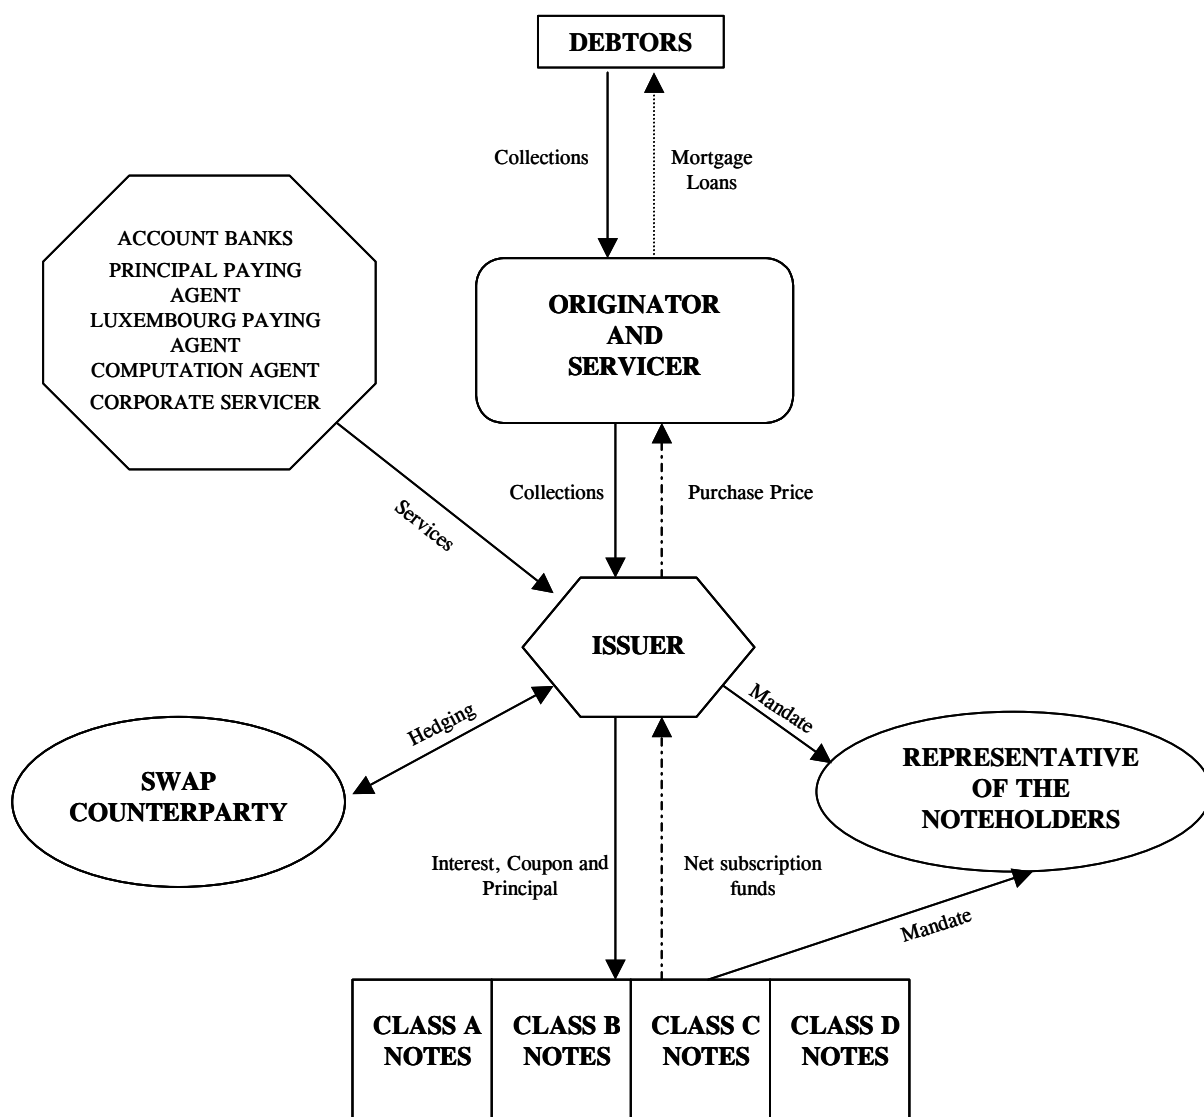 DEBTORS
Collections
Mortgage
Loans
ACCOUNT BANKS
PRINCIPAL PAYING
AGENT
LUXEMBOURG PAYING
AGENT
COMPUTATION AGENT
CORPORATE SERVICER
ORIGINATOR
AND
SERVICER
Collections
Purchase Price
Services
ISSUER
Hedging
Mandate
SWAP
COUNTERPARTY
REPRESENTATIVE
OF THE
NOTEHOLDERS
Interest, Coupon and
Principal
Net subscription
funds
Mandate
CLASS A
NOTES
CLASS B
NOTES
CLASS C
NOTES
CLASS D
NOTES